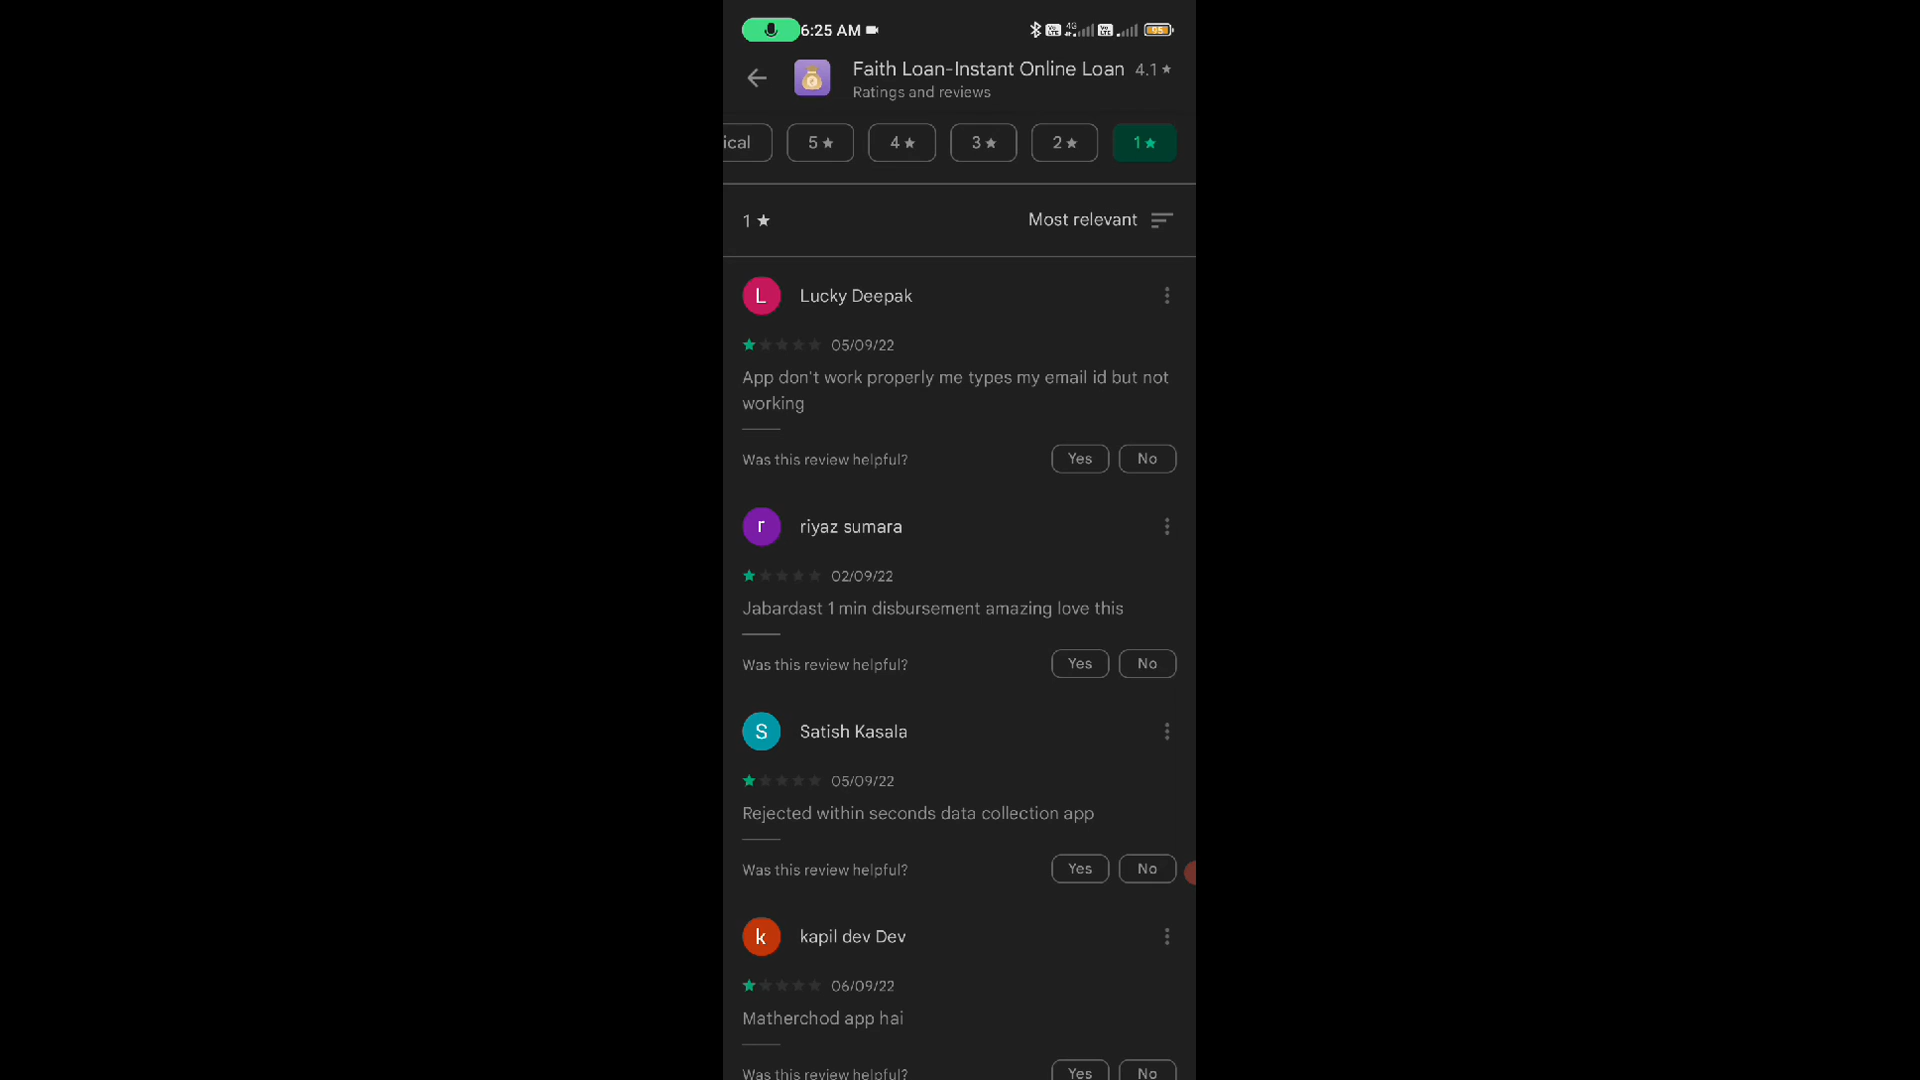 6:25 AM
4G
95
Faith Loan-Instant Online Loan 4.1★
Ratings and reviews
ical
5★
4★
3★
2★
1★
1★
Most relevant
L
Lucky Deepak
05/09/22
App don't work properly me types my email id but not
working
Was this review helpful?
Yes
No
r
riyaz sumara
02/09/22
Jabardast 1 min disbursement amazing love this
Was this review helpful?
Yes
No
S
Satish Kasala
05/09/22
Rejected within seconds data collection app
Was this review helpful?
Yes
No
k
kapil dev Dev
06/09/22
Matherchod app hai
Was this review helpful?
Yes
No